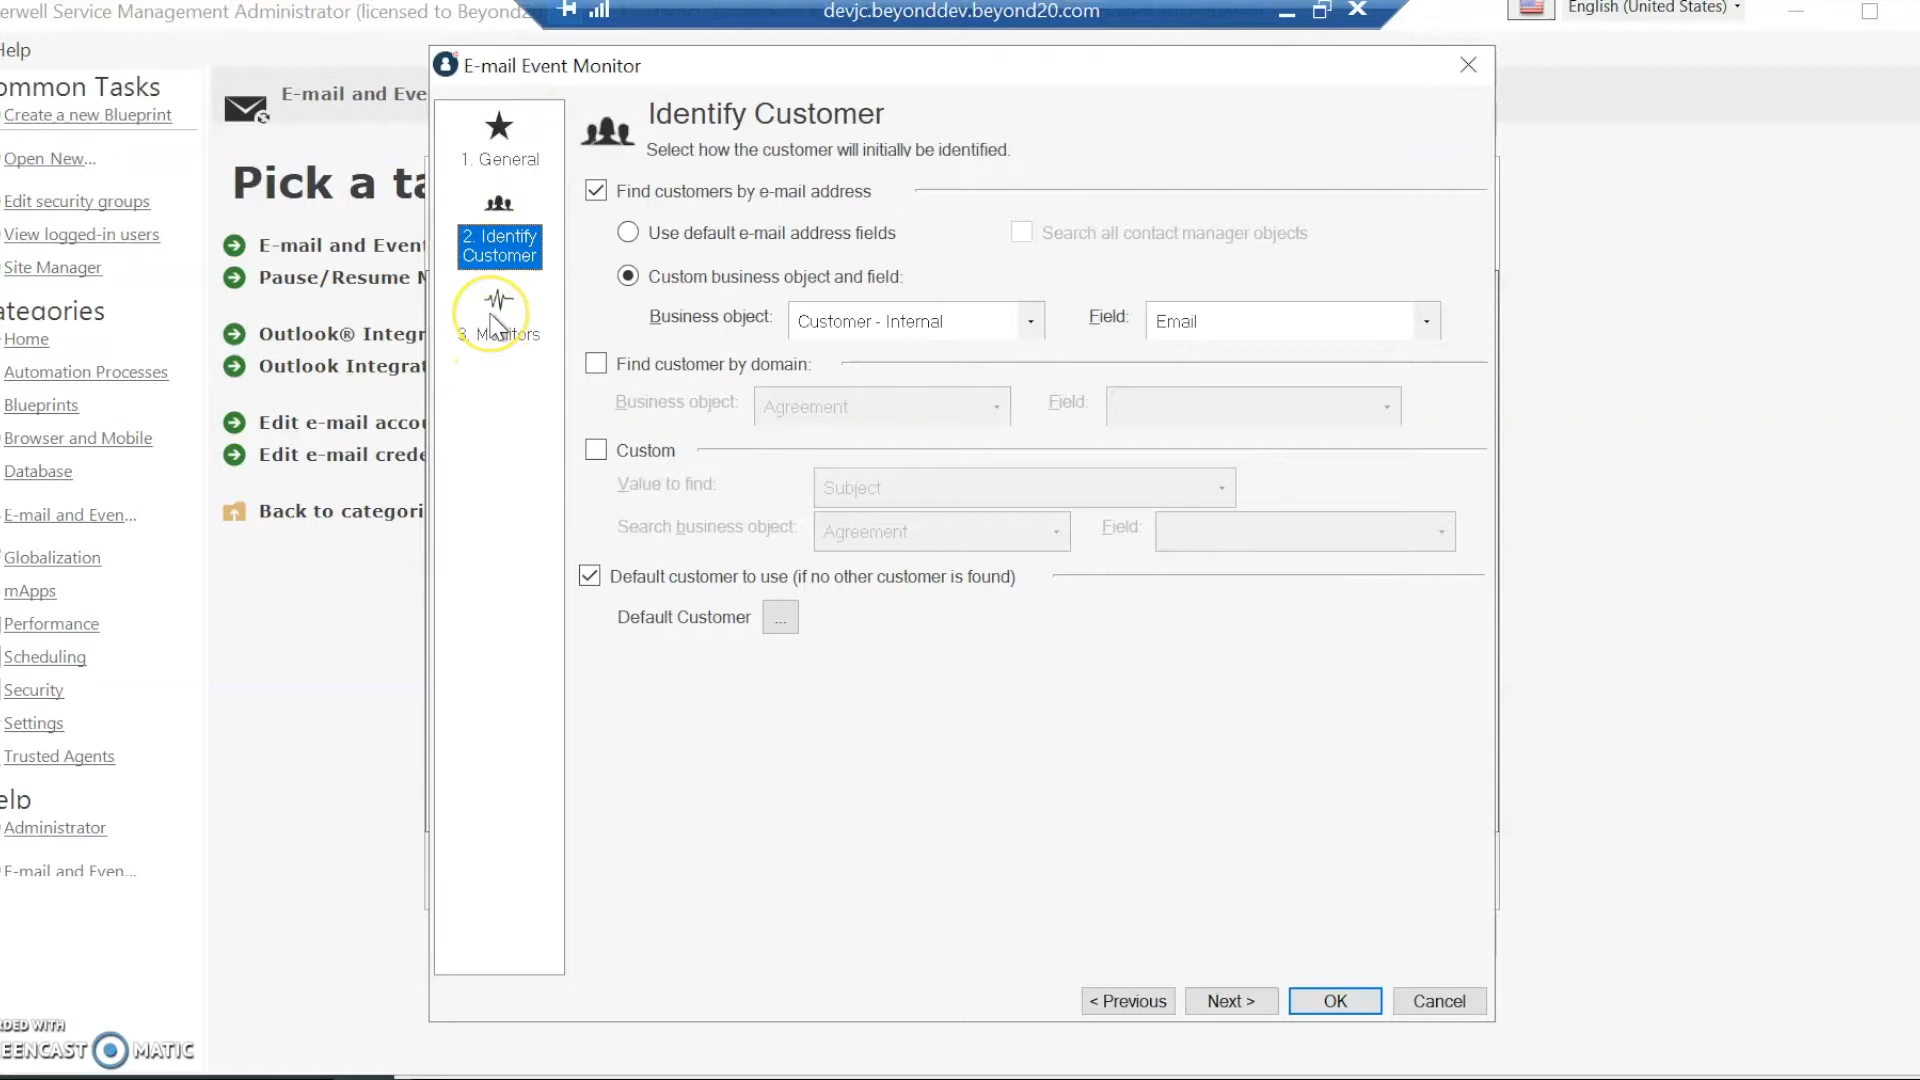 erwell Service Management Administrator (licensed to Beyond2
devjc.beyonddev.beyond20.com
English (United States)
Help
ommon Tasks
Create a new Blueprint
Open New...
Edit security groups
View logged-in users
Site Manager
ategories
Home
Automation Processes
Blueprints
Browser and Mobile
Database
E-mail and Even...
Globalization
mApps
Performance
Scheduling
Security
Settings
Trusted Agents
elp
Administrator
E-mail and Even...
RDED WITH
EENCAST MATIC
E-mail and Eve
Pick a ta
E-mail and Event
Pause/Resume M
Outlook® Integr
Outlook Integrat
Edit e-mail accou
Edit e-mail crede
Back to categori
E-mail Event Monitor
1. General
2. Identify
Customer
3. Monitors
Identify Customer
Select how the customer will initially be identified.
Find customers by e-mail address
Use default e-mail address fields
Search all contact manager objects
Custom business object and field:
Business object: Customer - Internal Field: Email
Find customer by domain:
Business object: Agreement Field:
Custom
Value to find: Subject
Search business object: Agreement Field:
Default customer to use (if no other customer is found)
Default Customer ...
< Previous Next > OK Cancel